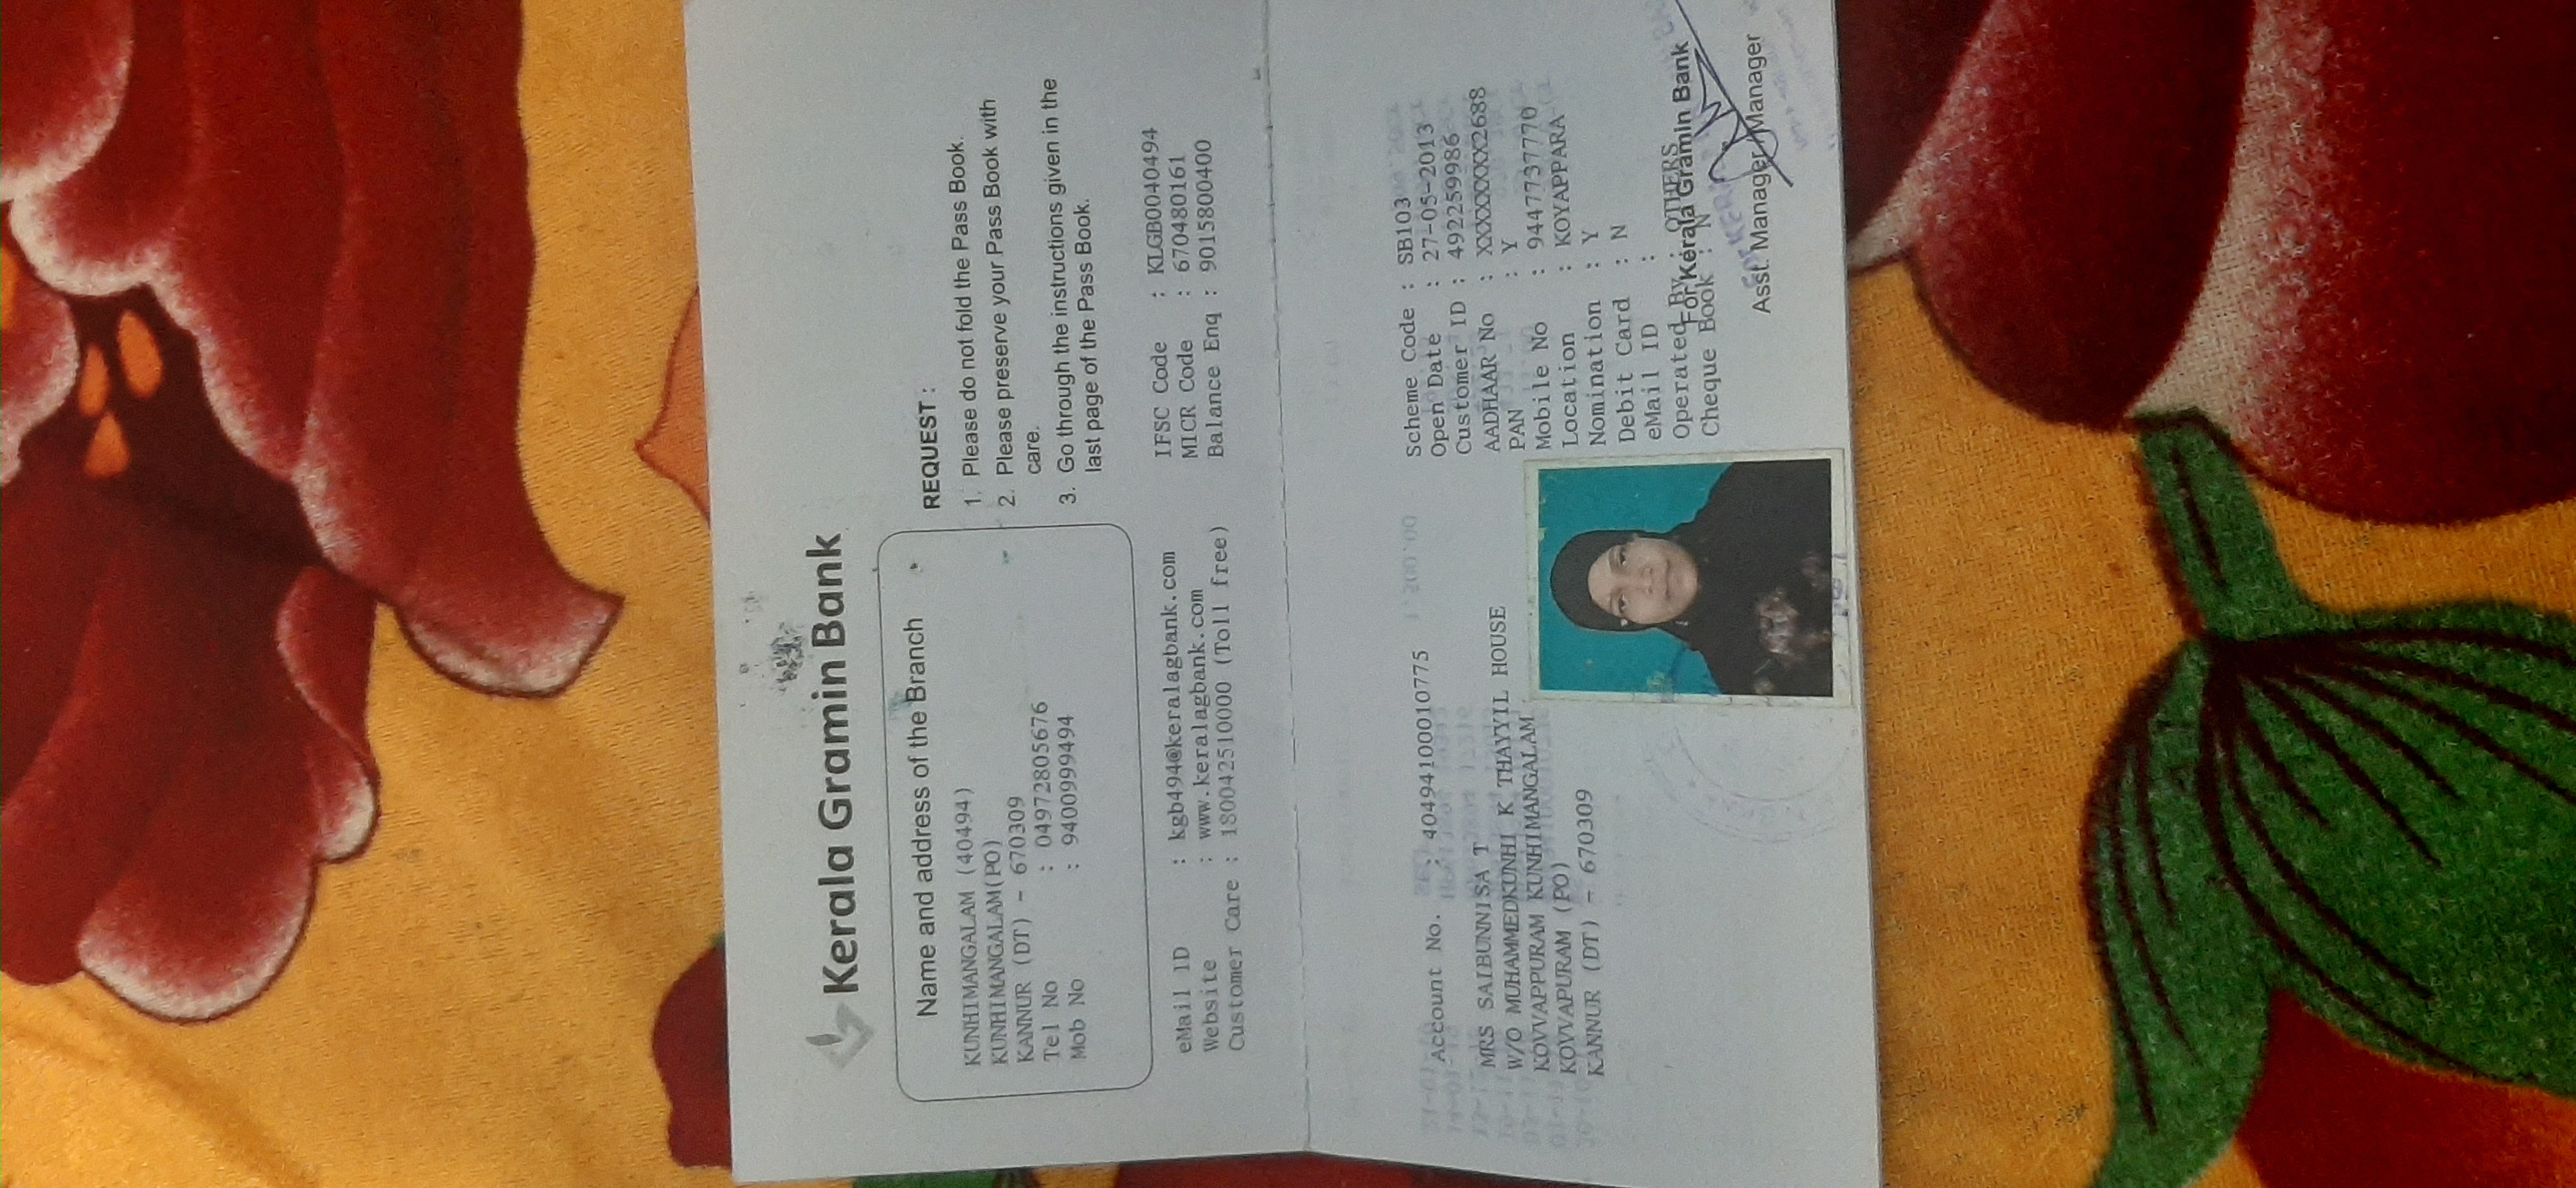 Kerala Gramin Bank
Name and address of the Branch
KUNHIMANGALAM (40494)
KUNHIMANGALAM(PO)
KANNUR (DT) - 670309
Tel No : 04972805676
Mob No : 9400999494
REQUEST :
1. Please do not fold the Pass Book.
2. Please preserve your Pass Book with
care.
3. Go through the instructions given in the
last page of the Pass Book.
eMail ID : kgb494@keralagbank.com
Website : www.keralagbank.com
Customer Care : 180042510000 (Toll free)
IFSC Code : KLGB0040494
MICR Code : 670480161
Balance Enq : 9015800400
Account No. : 40494100010775
MRS SAIBUNNISA T
W/O MUHAMMEDKUNHI K THAYYIL HOUSE
KOVVAPPURAM KUNHIMANGALAM
KOVVAPURAM (PO)
KANNUR (DT) - 670309
Scheme Code : SB103
Open Date : 27-05-2013
Customer ID : 492259986
AADHAAR No : XXXXXXXX2688
PAN : Y
Mobile No : 9447737770
Location : KOYAPPARA
Nomination : Y
Debit Card : N
eMail ID :
Operated By : OTHERS
Cheque Book : N
For Kerala Gramin Bank
Asst. Manager / Manager